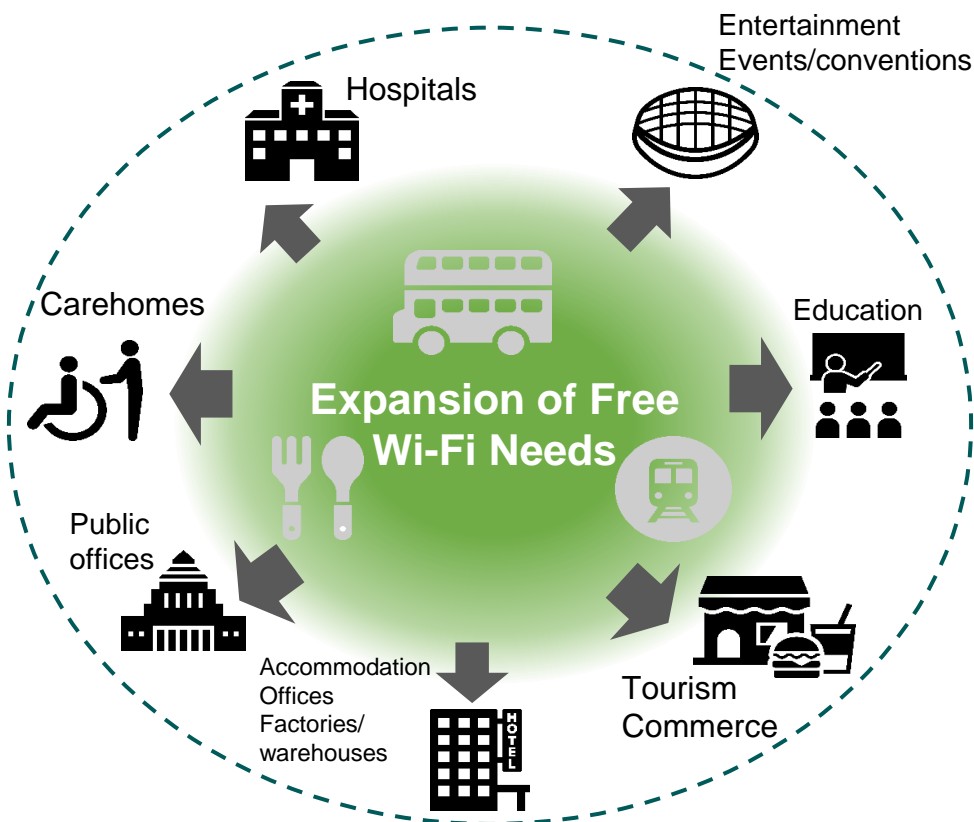 Entertainment
Events/conventions
Hospitals
Carehomes
Education
Expansion of Free
Wi-Fi Needs
Public
offices
Accommodation
Offices
Factories/
warehouses
HOTEL
Tourism
Commerce